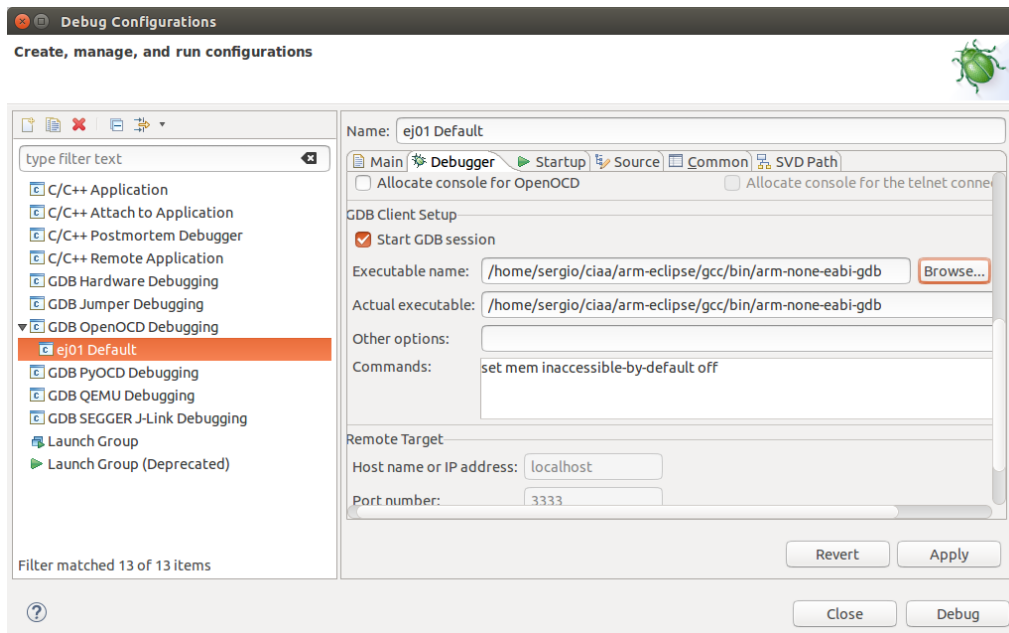 Debug Configurations
Create, manage, and run configurations
type filter text
C/C++ Application
C/C++ Attach to Application
C/C++ Postmortem Debugger
C/C++ Remote Application
GDB Hardware Debugging
GDB Jumper Debugging
GDB OpenOCD Debugging
ej01 Default
GDB PyOCD Debugging
GDB QEMU Debugging
GDB SEGGER J-Link Debugging
Launch Group
Launch Group (Deprecated)
Filter matched 13 of 13 items
Name: ej01 Default
Main Debugger Startup Source Common SVD Path
Allocate console for OpenOCD Allocate console for the telnet connec
GDB Client Setup
Start GDB session
Executable name: /home/sergio/ciaa/arm-eclipse/gcc/bin/arm-none-eabi-gdb Browse...
Actual executable: /home/sergio/ciaa/arm-eclipse/gcc/bin/arm-none-eabi-gdb
Other options:
Commands: set mem inaccessible-by-default off
Remote Target
Host name or IP address: localhost
Port number: 3333
Revert Apply
Close Debug